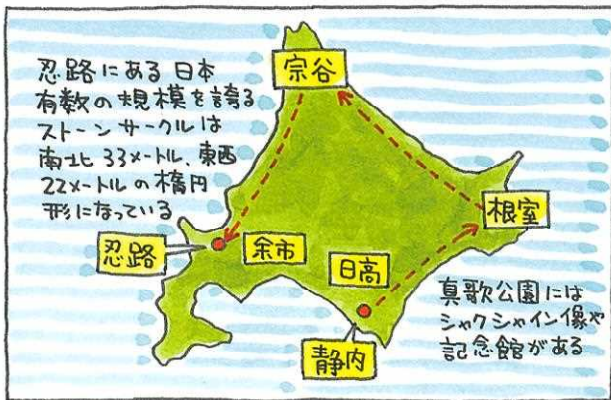 忍路にある日本
有数の規模を誇る
ストーンサークルは
南北33メートル、東西
22メートルの楕円
形になっている
宗谷
根室
忍路
余市
日高
静内
真歌公園には
シャクシャイン像や
記念館がある